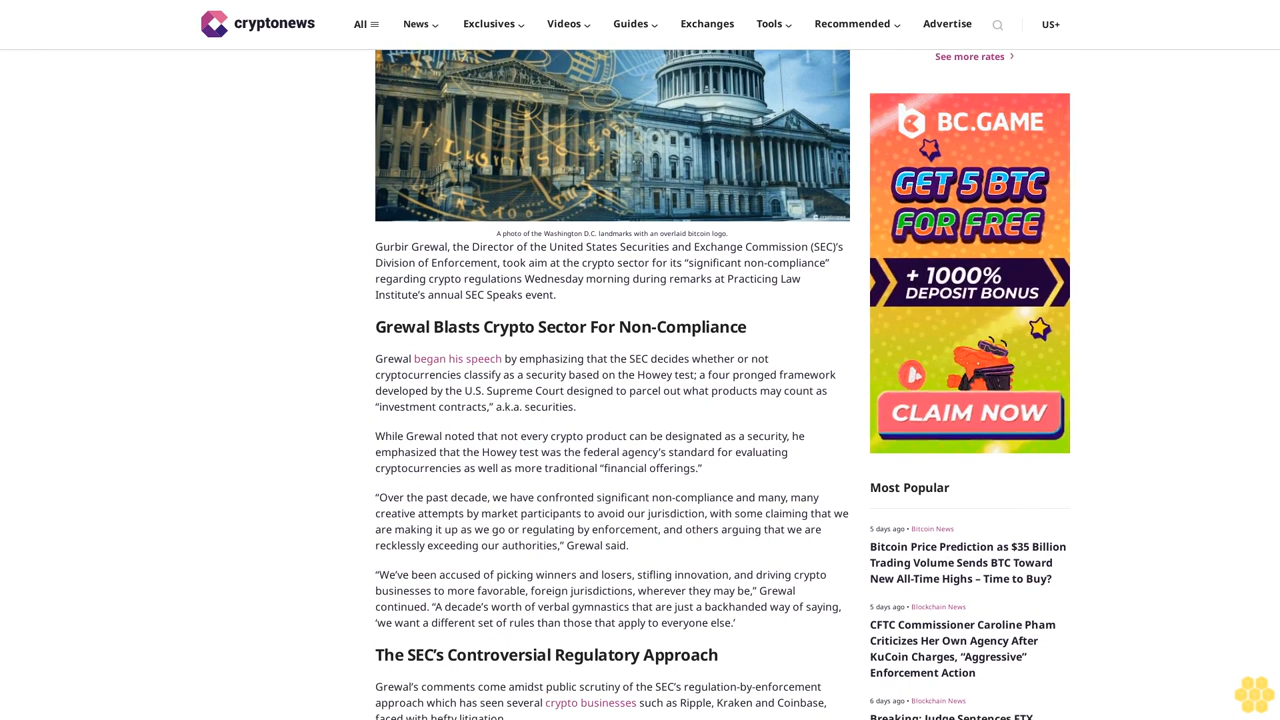 cryptonews
All
News
Exclusives
Videos
Guides
Exchanges
Tools
Recommended
Advertise
US+
See more rates
A photo of the Washington D.C. landmarks with an overlaid bitcoin logo.
Gurbir Grewal, the Director of the United States Securities and Exchange Commission (SEC)’s
Division of Enforcement, took aim at the crypto sector for its “significant non-compliance”
regarding crypto regulations Wednesday morning during remarks at Practicing Law
Institute’s annual SEC Speaks event.
Grewal Blasts Crypto Sector For Non-Compliance
Grewal began his speech by emphasizing that the SEC decides whether or not
cryptocurrencies classify as a security based on the Howey test; a four pronged framework
developed by the U.S. Supreme Court designed to parcel out what products may count as
“investment contracts,” a.k.a. securities.
While Grewal noted that not every crypto product can be designated as a security, he
emphasized that the Howey test was the federal agency’s standard for evaluating
cryptocurrencies as well as more traditional “financial offerings.”
“Over the past decade, we have confronted significant non-compliance and many, many
creative attempts by market participants to avoid our jurisdiction, with some claiming that we
are making it up as we go or regulating by enforcement, and others arguing that we are
recklessly exceeding our authorities,” Grewal said.
“We’ve been accused of picking winners and losers, stifling innovation, and driving crypto
businesses to more favorable, foreign jurisdictions, wherever they may be,” Grewal
continued. “A decade’s worth of verbal gymnastics that are just a backhanded way of saying,
‘we want a different set of rules than those that apply to everyone else.’
The SEC’s Controversial Regulatory Approach
Grewal’s comments come amidst public scrutiny of the SEC’s regulation-by-enforcement
approach which has seen several crypto businesses such as Ripple, Kraken and Coinbase,
faced with hefty litigation.
BC.GAME
GET 5 BTC
FOR FREE
+ 1000%
DEPOSIT BONUS
CLAIM NOW
Most Popular
5 days ago • Bitcoin News
Bitcoin Price Prediction as $35 Billion
Trading Volume Sends BTC Toward
New All-Time Highs – Time to Buy?
5 days ago • Blockchain News
CFTC Commissioner Caroline Pham
Criticizes Her Own Agency After
KuCoin Charges, “Aggressive”
Enforcement Action
6 days ago • Blockchain News
Breaking: Judge Sentences FTX